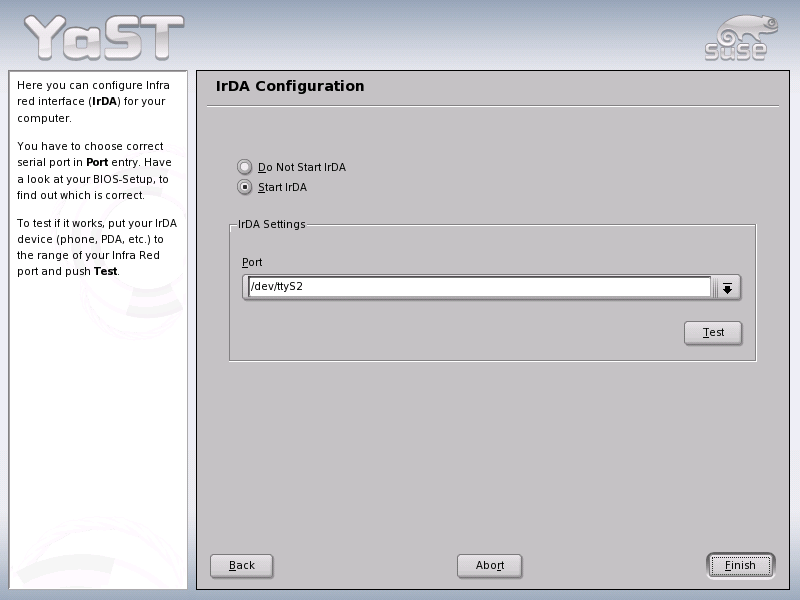 YaST
suse
Here you can configure Infra
red interface (IrDA) for your
computer.
You have to choose correct
serial port in Port entry. Have
a look at your BIOS-Setup, to
find out which is correct.
To test if it works, put your IrDA
device (phone, PDA, etc.) to
the range of your Infra Red
port and push Test.
IrDA Configuration
Do Not Start IrDA
Start IrDA
IrDA Settings
Port
/dev/ttyS2
Test
Back
Abort
Finish